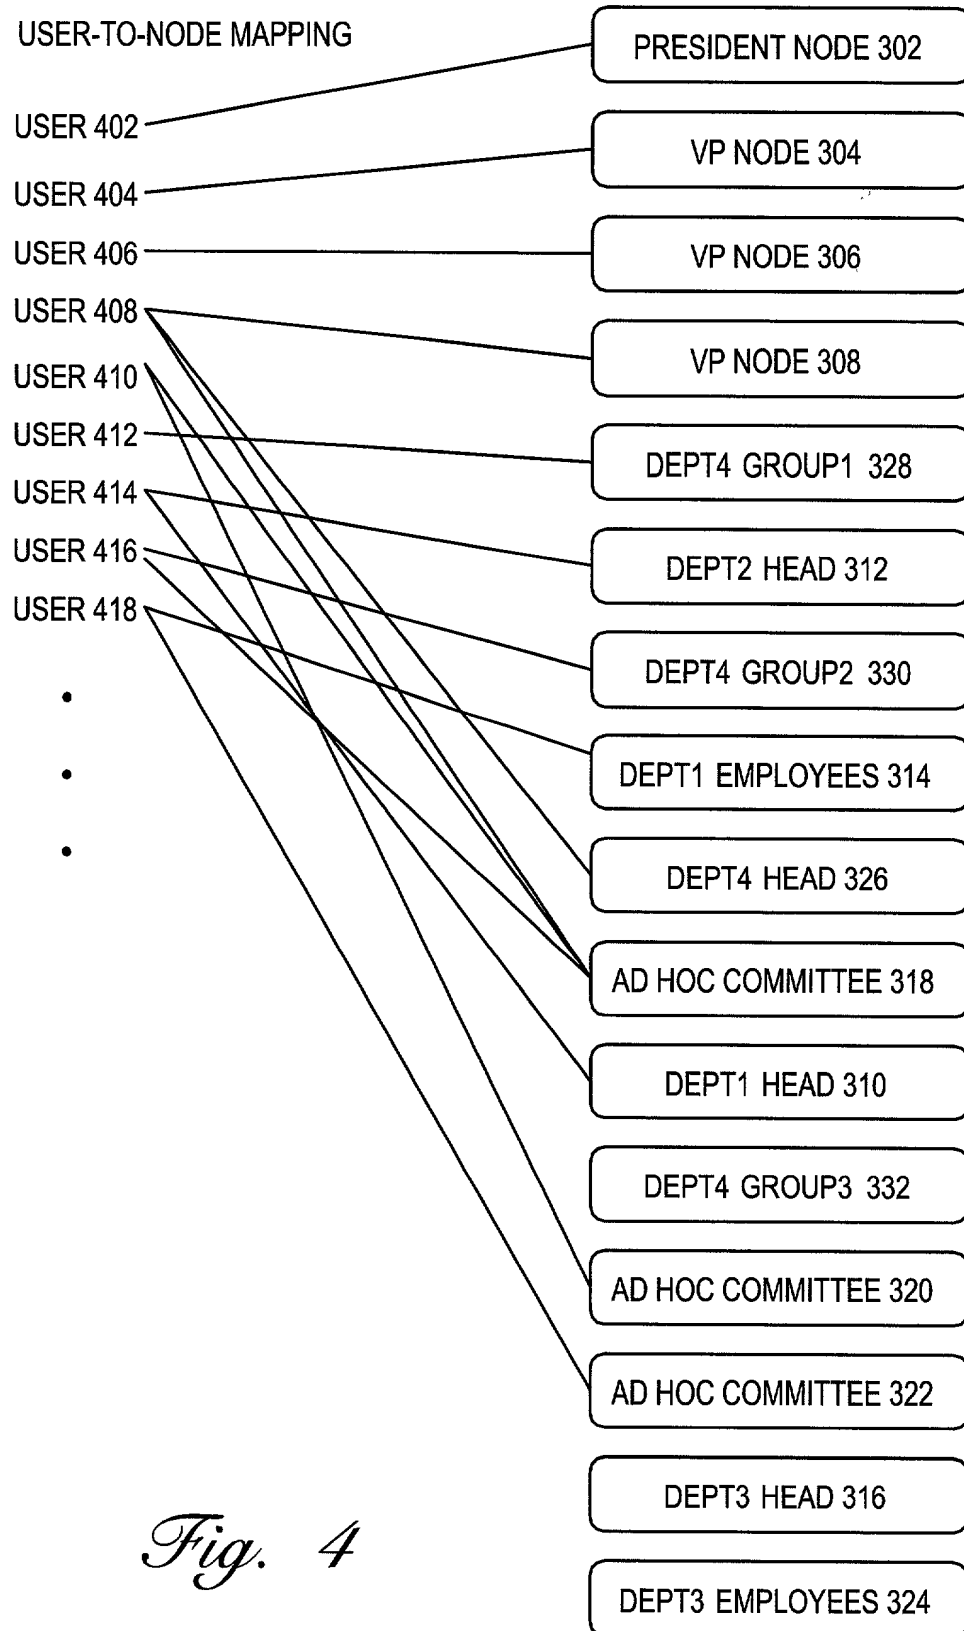 USER-TO-NODE MAPPING
USER 402
USER 404
USER 406
USER 408
USER 410
USER 412
USER 414
USER 416
USER 418
PRESIDENT NODE 302
VP NODE 304
VP NODE 306
VP NODE 308
DEPT4 GROUP1 328
DEPT2 HEAD 312
DEPT4 GROUP2 330
DEPT1 EMPLOYEES 314
DEPT4 HEAD 326
AD HOC COMMITTEE 318
DEPT1 HEAD 310
DEPT4 GROUP3 332
AD HOC COMMITTEE 320
AD HOC COMMITTEE 322
DEPT3 HEAD 316
DEPT3 EMPLOYEES 324
Fig. 4